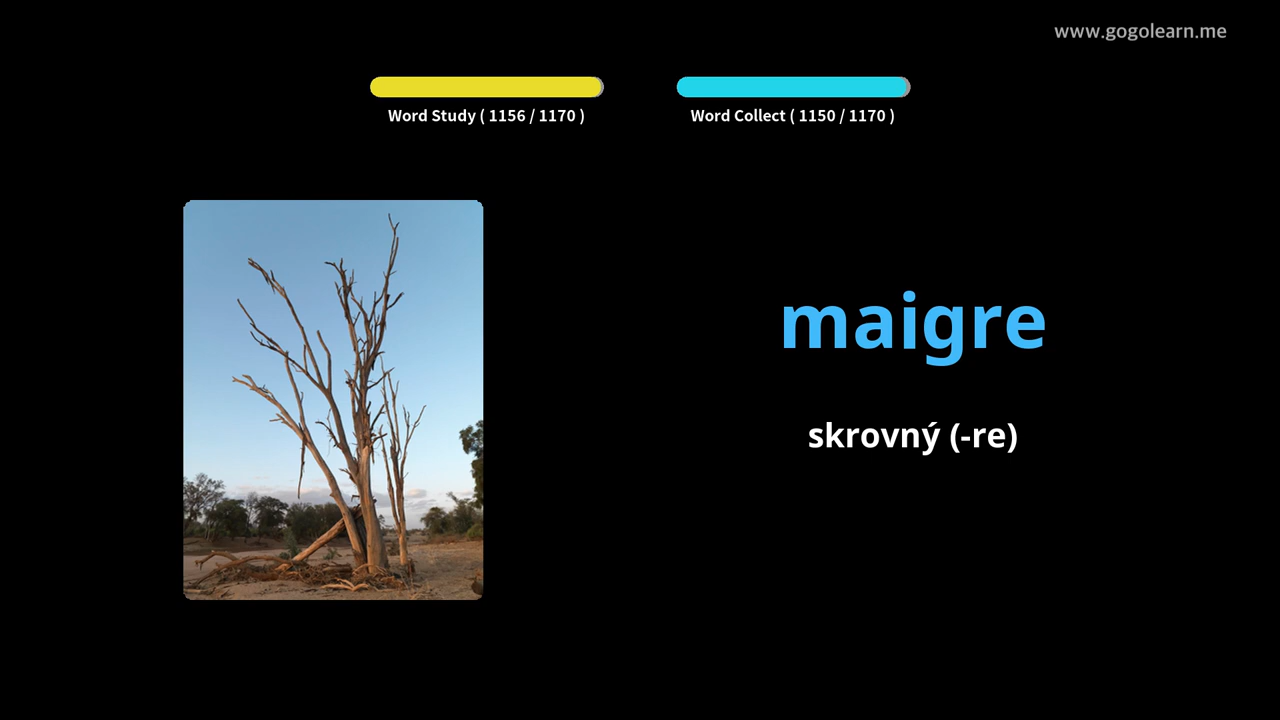 www.gogolearn.me
Word Study ( 1156 / 1170 )
Word Collect ( 1150 / 1170 )
maigre
skrovný (-re)